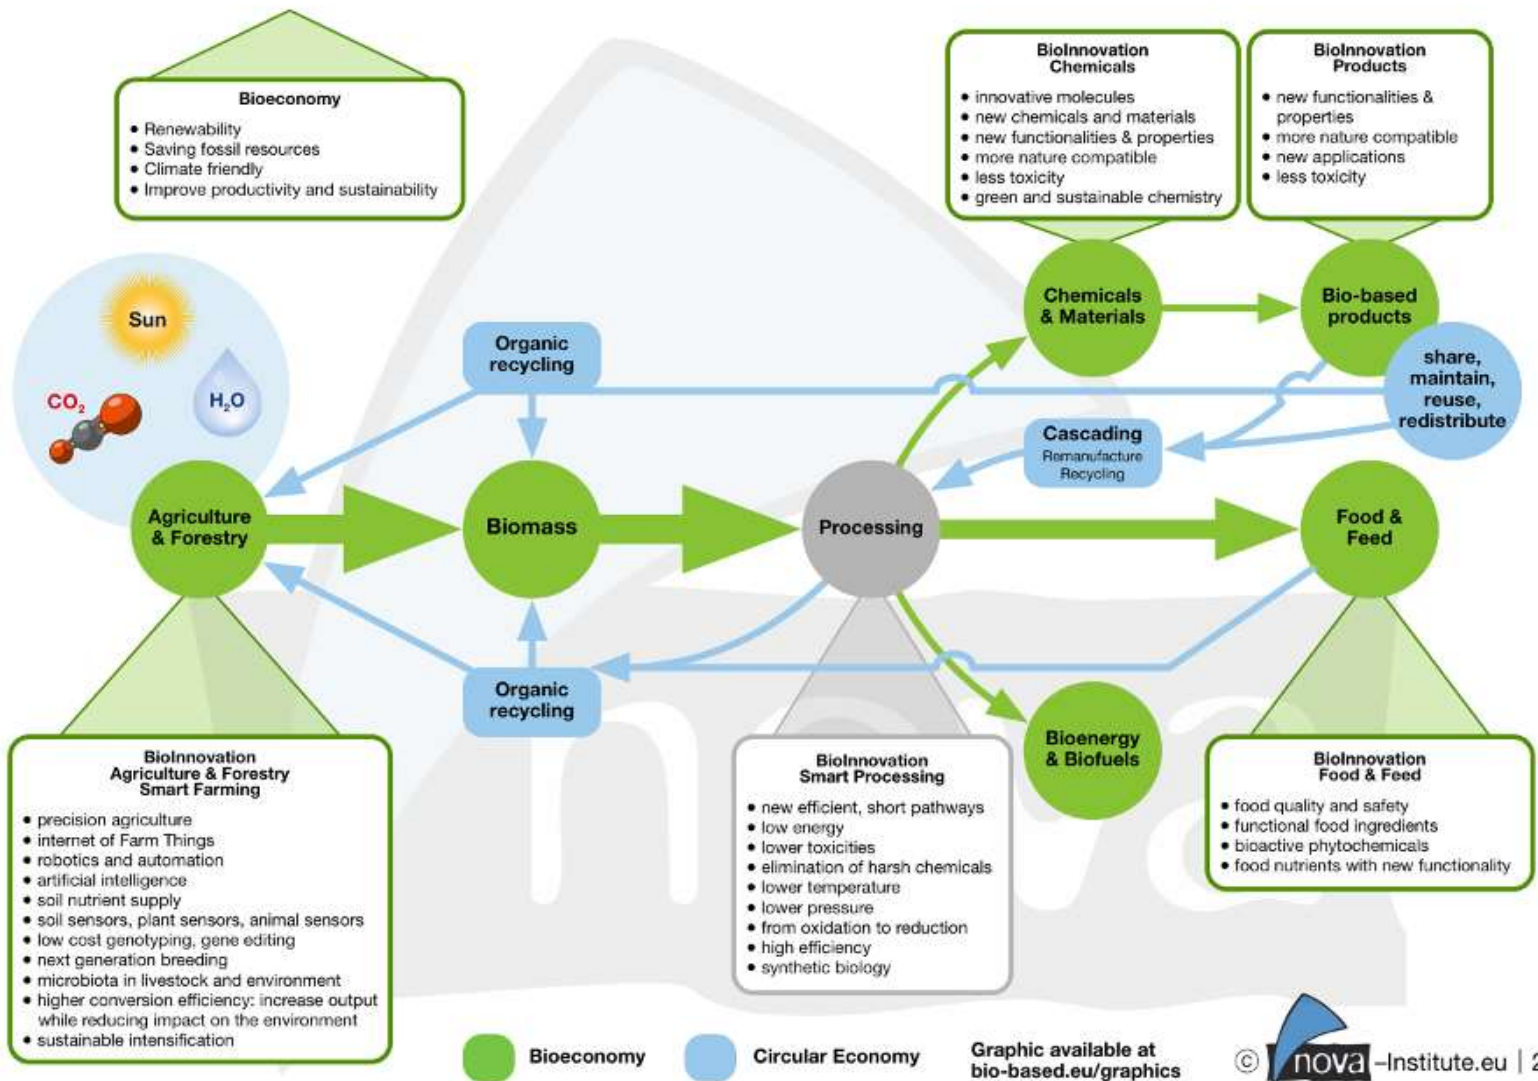 Bioeconomy
• Renewability
• Saving fossil resources
• Climate friendly
• Improve productivity and sustainability
BioInnovation
Chemicals
• innovative molecules
• new chemicals and materials
• new functionalities & properties
• more nature compatible
• less toxicity
• green and sustainable chemistry
BioInnovation
Products
• new functionalities &
properties
• more nature compatible
• new applications
• less toxicity
Sun
CO₂
H₂O
Organic
recycling
Chemicals
& Materials
Bio-based
products
share,
maintain,
reuse,
redistribute
Cascading
Remanufacture
Recycling
Agriculture
& Forestry
Biomass
Processing
Food &
Feed
Organic
recycling
Bioenergy
& Biofuels
BioInnovation
Agriculture & Forestry
Smart Farming
• precision agriculture
• internet of Farm Things
• robotics and automation
• artificial intelligence
• soil nutrient supply
• soil sensors, plant sensors, animal sensors
• low cost genotyping, gene editing
• next generation breeding
• microbiota in livestock and environment
• higher conversion efficiency: increase output
while reducing impact on the environment
• sustainable intensification
BioInnovation
Smart Processing
• new efficient, short pathways
• low energy
• lower toxicities
• elimination of harsh chemicals
• lower temperature
• lower pressure
• from oxidation to reduction
• high efficiency
• synthetic biology
BioInnovation
Food & Feed
• food quality and safety
• functional food ingredients
• bioactive phytochemicals
• food nutrients with new functionality
nova
Bioeconomy
Circular Economy
Graphic available at
bio-based.eu/graphics
© nova-Institute.eu | 2